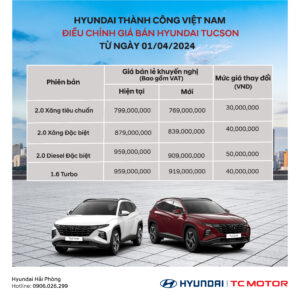 HYUNDAI THÀNH CÔNG VIỆT NAM
ĐIỀU CHỈNH GIÁ BÁN HYUNDAI TUCSON
TỪ NGÀY 01/04/2024
Phiên bản
Giá bán lẻ khuyến nghị
(Bao gồm VAT)
Mức giá thay đổi
(VND)
Hiện tại
Mới
2.0 Xăng tiêu chuẩn 799,000,000 769,000,000 30,000,000
2.0 Xăng Đặc biệt 879,000,000 839,000,000 40,000,000
2.0 Diesel Đặc biệt 959,000,000 909,000,000 50,000,000
1.6 Turbo 959,000,000 919,000,000 40,000,000
Hyundai Hải Phòng
Hotline: 0906.026.299
HYUNDAI | TC MOTOR